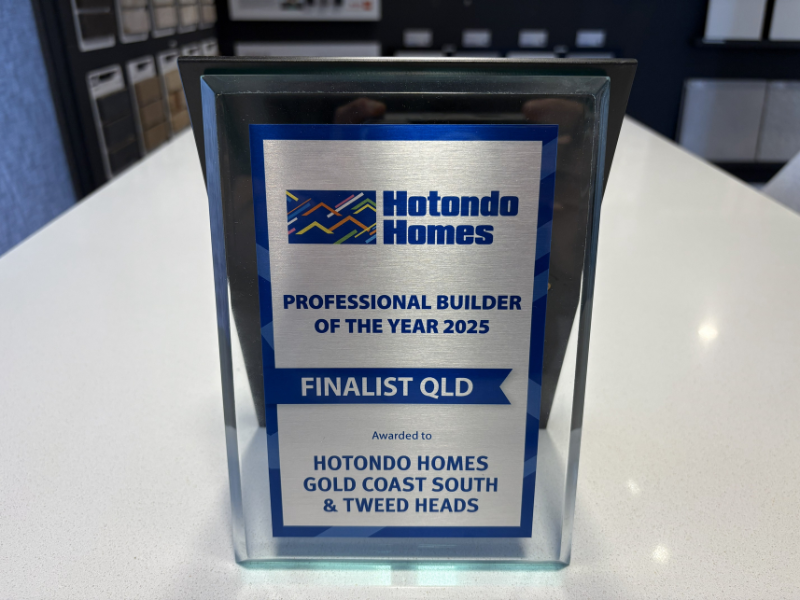 Hotondo
Homes
PROFESSIONAL BUILDER
OF THE YEAR 2025
FINALIST QLD
Awarded to
HOTONDO HOMES
GOLD COAST SOUTH
& TWEED HEADS